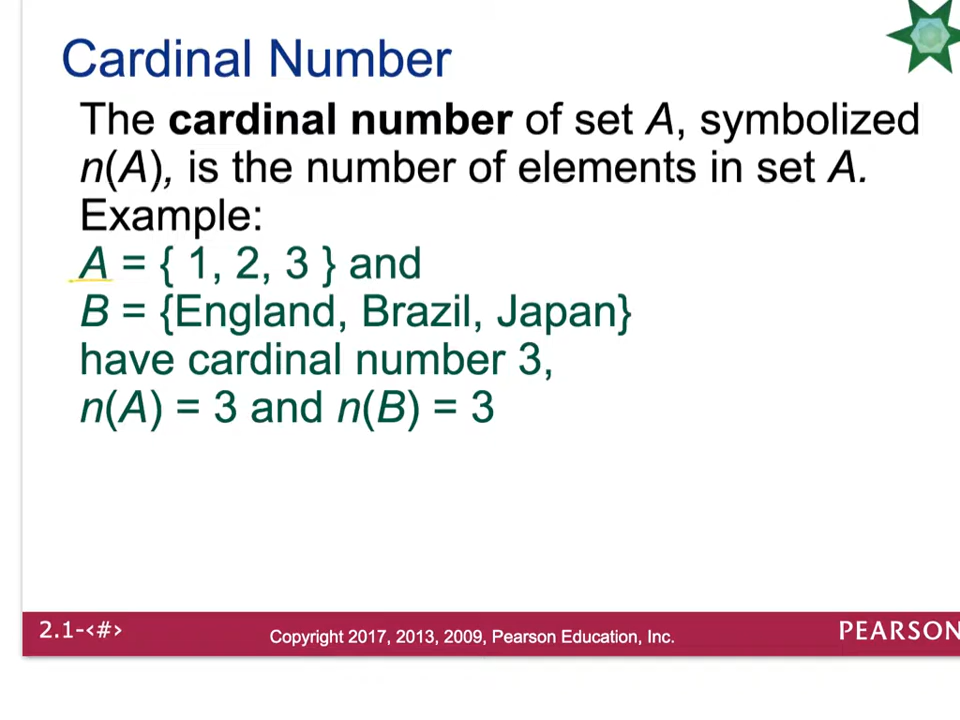 Cardinal Number
The cardinal number of set A, symbolized
n(A), is the number of elements in set A.
Example:
A = { 1, 2, 3 } and
B = {England, Brazil, Japan}
have cardinal number 3,
n(A) = 3 and n(B) = 3
2.1-<#>
Copyright 2017, 2013, 2009, Pearson Education, Inc.
PEARSON